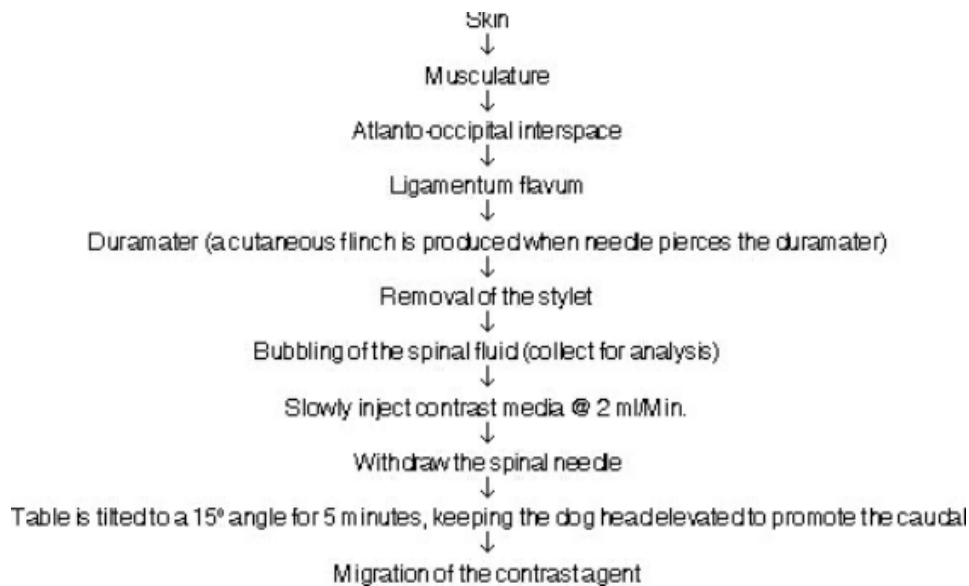 Skin
↓
Musculature
↓
Atlanto-occipital interspace
↓
Ligamentum flavum
↓
Duramater (a cutaneous flinch is produced when needle pierces the duramater)
↓
Removal of the stylet
↓
Bubbling of the spinal fluid (collect for analysis)
↓
Slowly inject contrast media @ 2 ml/Min.
↓
Withdraw the spinal needle
↓
Table is tilted to a 15º angle for 5 minutes, keeping the dog head elevated to promote the caudal
↓
Migration of the contrast agent